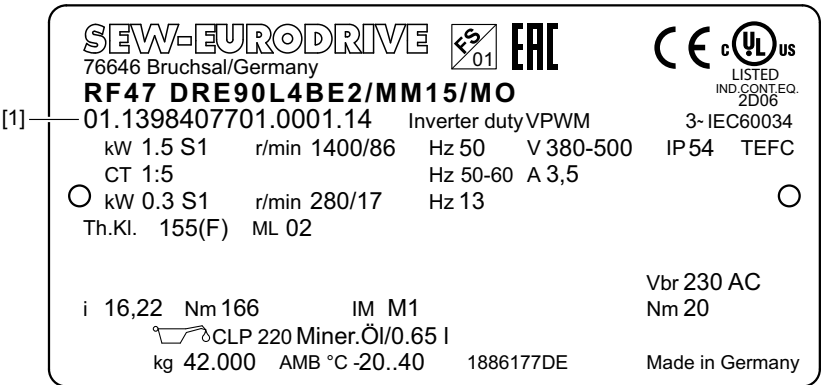 SEW-EURODRIVE FS 01 EAC CE c UL us
76646 Bruchsal/Germany LISTED
IND.CONT.EQ.
RF47 DRE90L4BE2/MM15/MO 2D06
[1] 01.1398407701.0001.14 Inverter duty VPWM 3~ IEC60034
kW 1.5 S1 r/min 1400/86 Hz 50 V 380-500 IP 54 TEFC
CT 1:5 Hz 50-60 A 3,5
kW 0.3 S1 r/min 280/17 Hz 13
Th.Kl. 155(F) ML 02
Vbr 230 AC
i 16,22 Nm 166 IM M1 Nm 20
CLP 220 Miner.Öl/0.65 l
kg 42.000 AMB °C -20..40 1886177DE Made in Germany